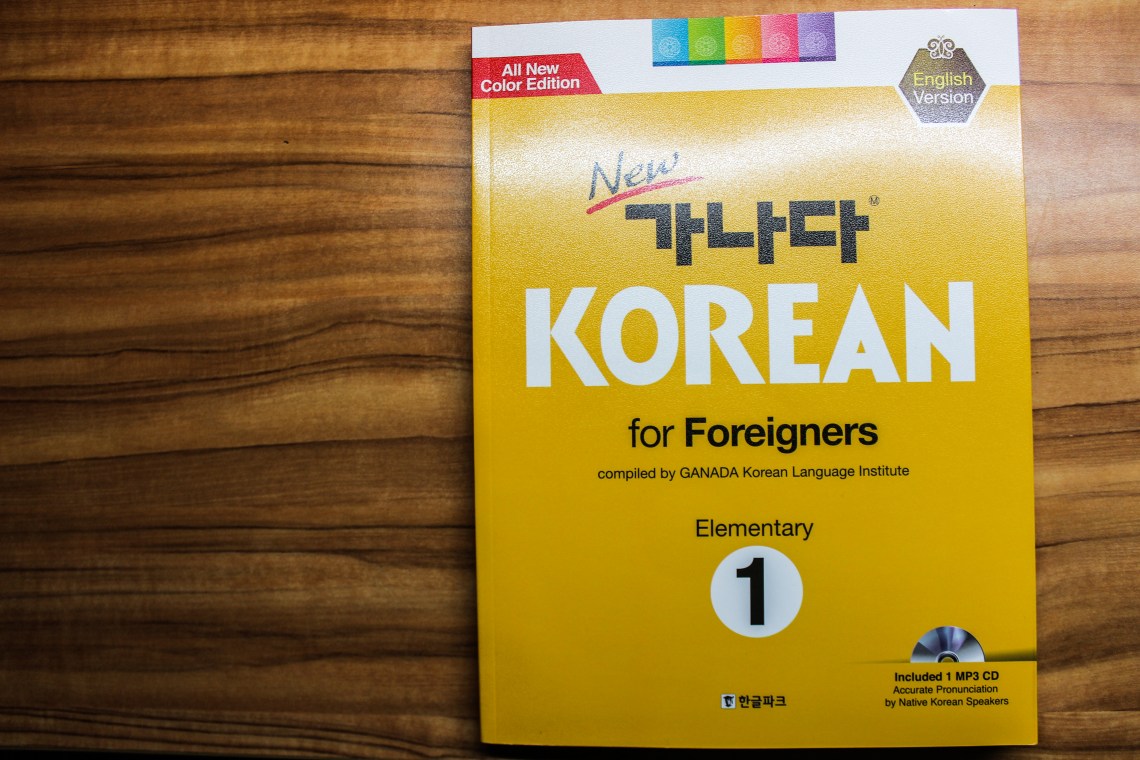 All New
Color Edition
English
Version
New
가나다 Ⓜ
KOREAN
for Foreigners
compiled by GANADA Korean Language Institute
Elementary
1
Included 1 MP3 CD
Accurate Pronunciation
by Native Korean Speakers
한글파크